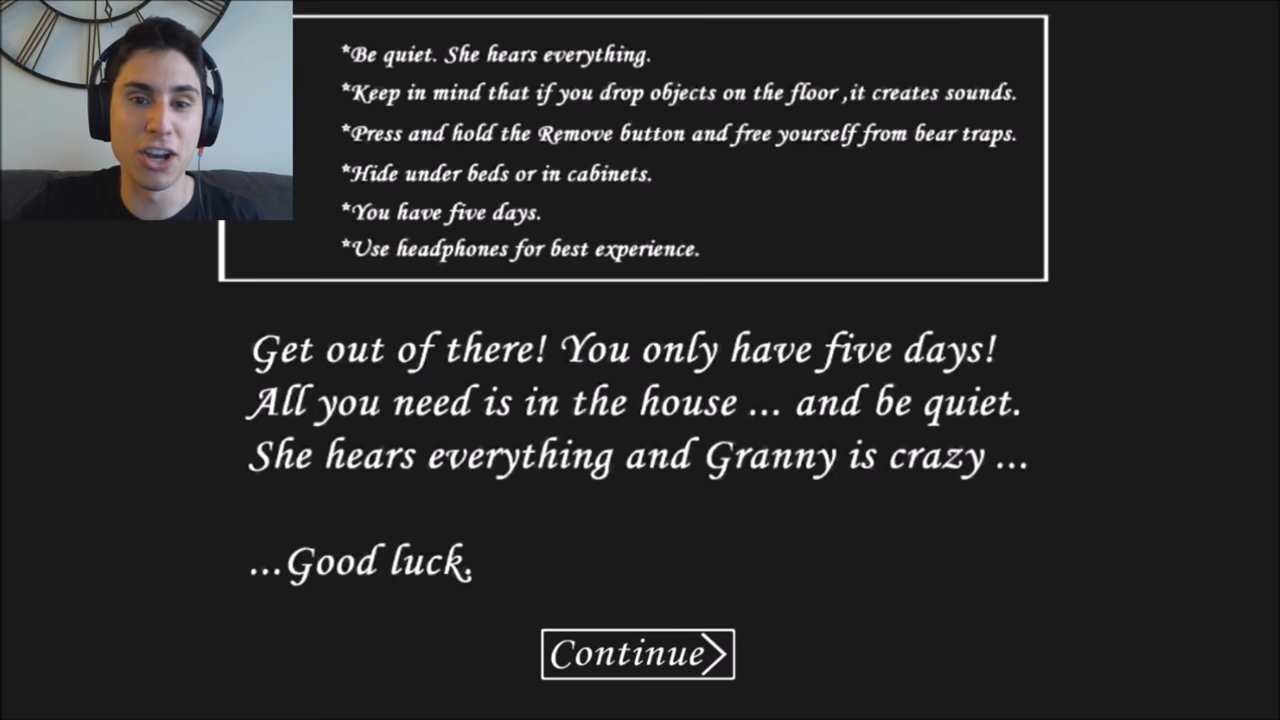 *Be quiet. She hears everything.
*Keep in mind that if you drop objects on the floor ,it creates sounds.
*Press and hold the Remove button and free yourself from bear traps.
*Hide under beds or in cabinets.
*You have five days.
*Use headphones for best experience.
Get out of there! You only have five days!
All you need is in the house ... and be quiet.
She hears everything and Granny is crazy ...
...Good luck.
Continue>